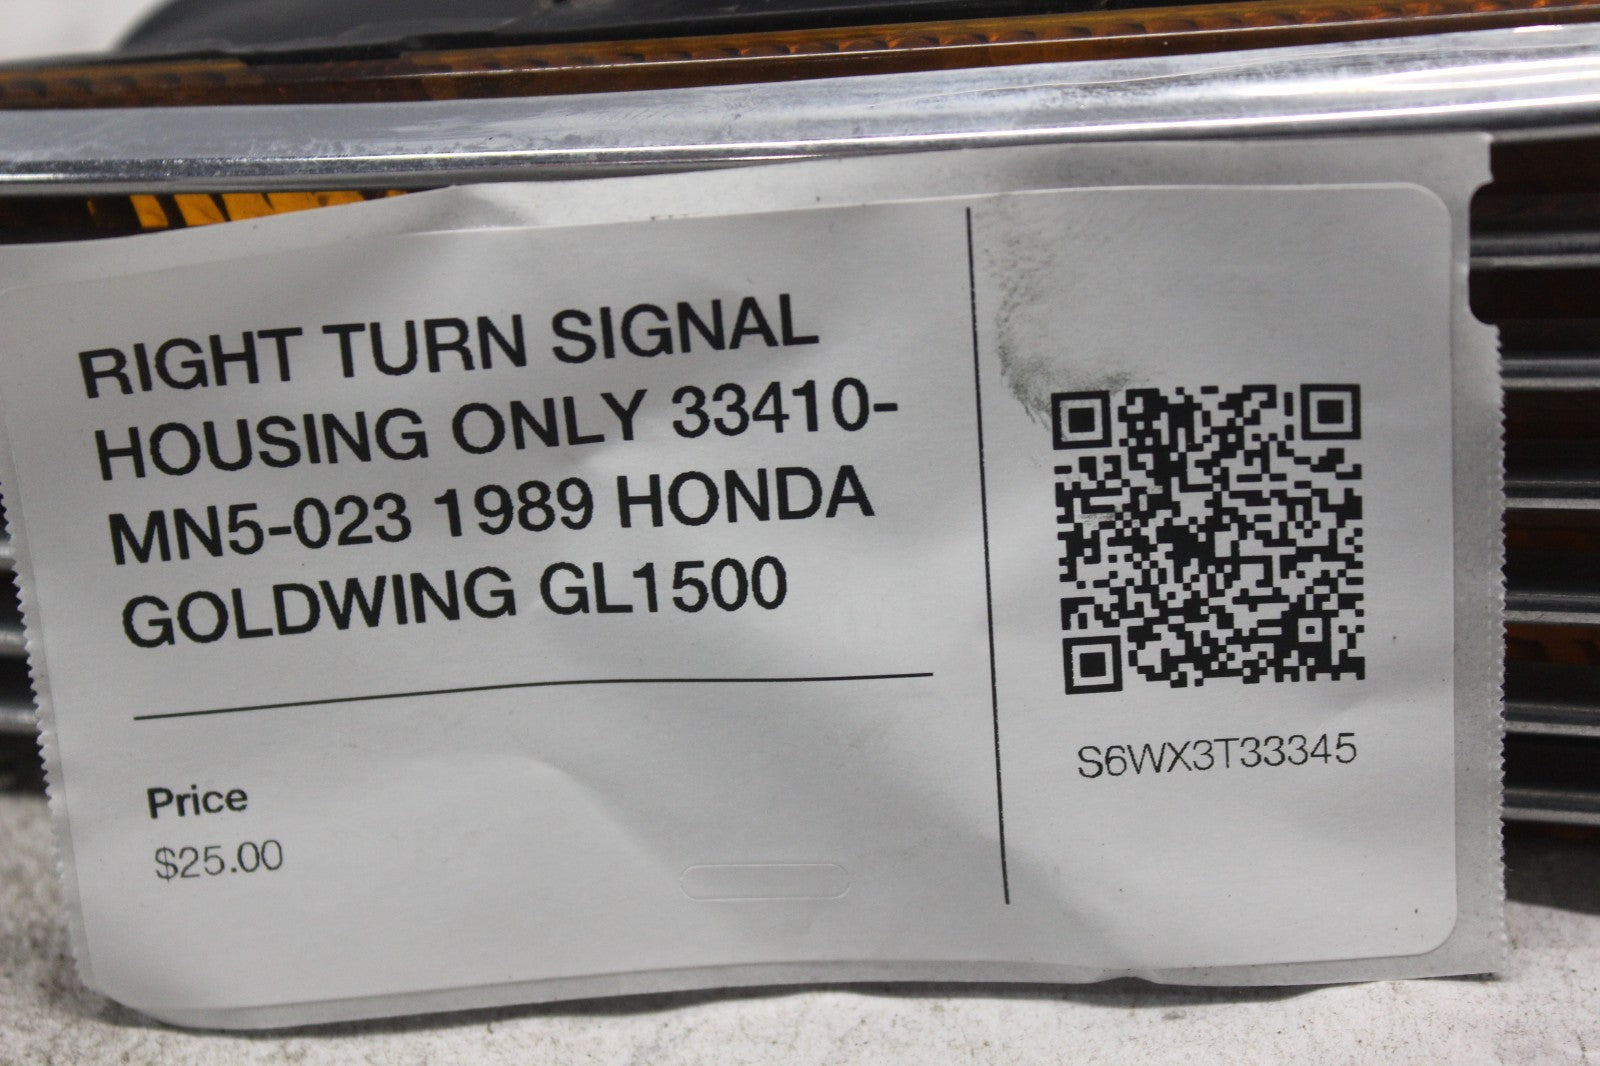 RIGHT TURN SIGNAL
HOUSING ONLY 33410-
MN5-023 1989 HONDA
GOLDWING GL1500
Price
$25.00
S6WX3T33345